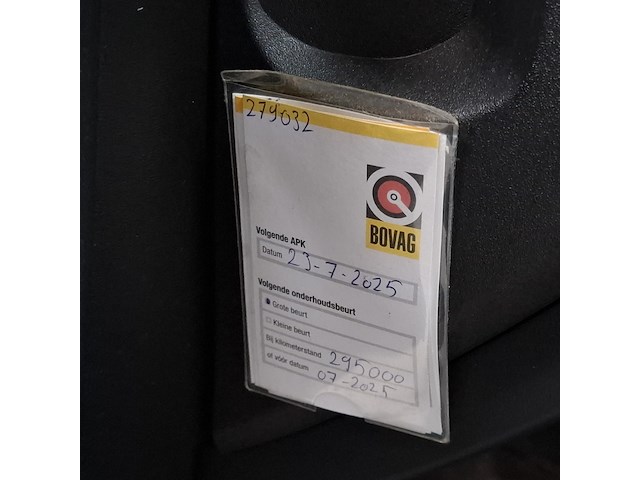 279032
BOVAG
Volgende APK
Datum 23-7-2025
Volgende onderhoudsbeurt
Grote beurt
Kleine beurt
Bij kilometerstand 295000
of vóór datum 07-2025